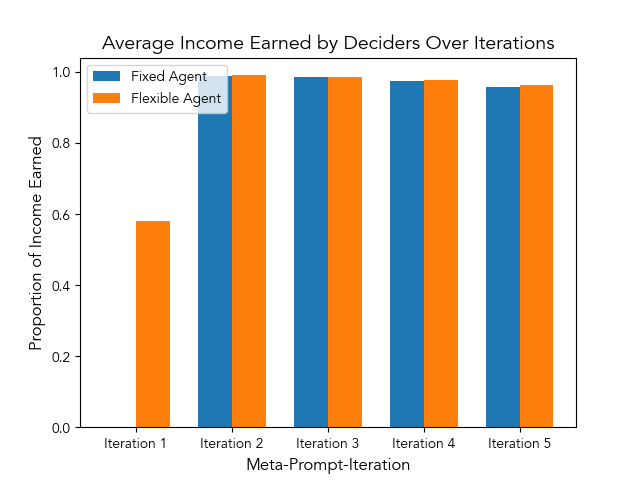 Average Income Earned by Deciders Over Iterations
Fixed Agent
Flexible Agent
Proportion of Income Earned
1.0
0.8
0.6
0.4
0.2
0.0
Iteration 1
Iteration 2
Iteration 3
Iteration 4
Iteration 5
Meta-Prompt-Iteration